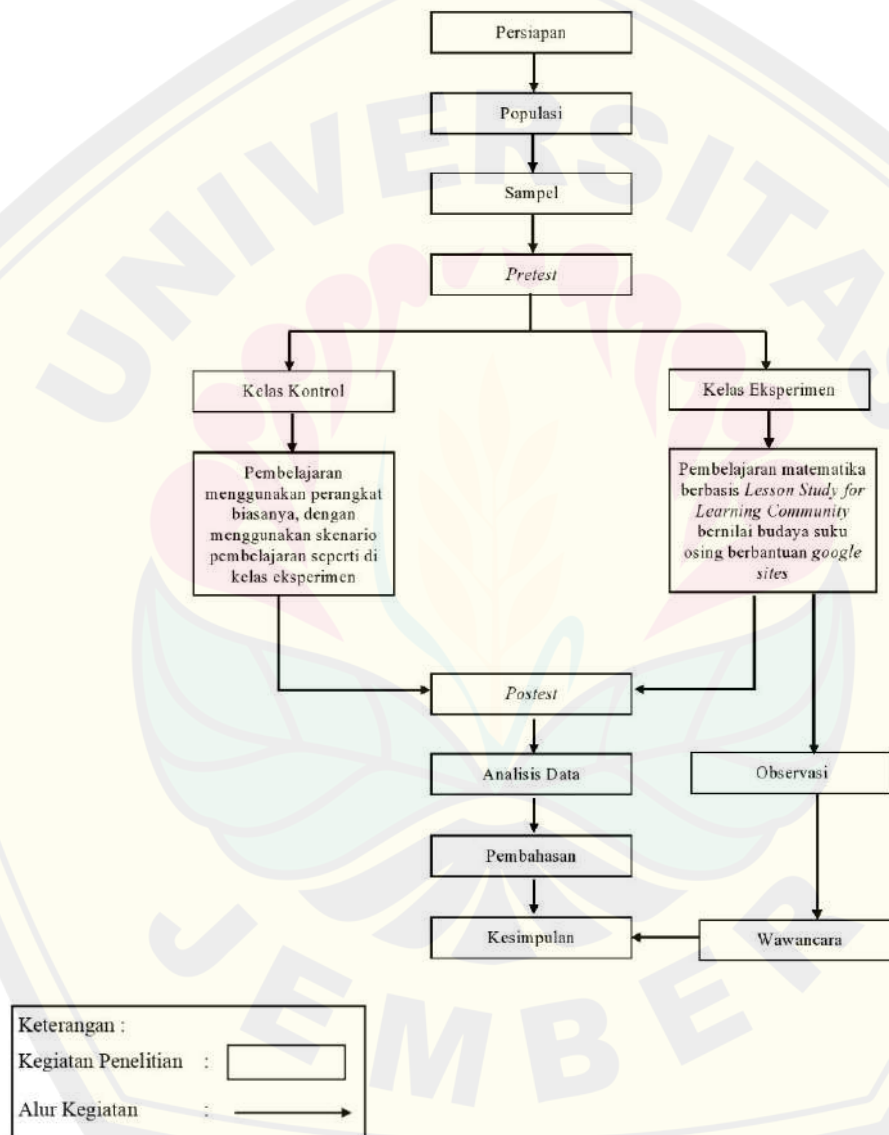 Persiapan
Populasi
Sampel
Pretest
Kelas Kontrol
Kelas Eksperimen
Pembelajaran
menggunakan perangkat
biasanya, dengan
menggunakan skenario
pembelajaran seperti di
kelas eksperimen
Pembelajaran matematika
berbasis Lesson Study for
Learning Community
bernilai budaya suku
osing berbantuan google
sites
Postest
Analisis Data
Observasi
Pembahasan
Kesimpulan
Wawancara
Keterangan :
Kegiatan Penelitian :
Alur Kegiatan :
UNIVERSITAS
JEMBER